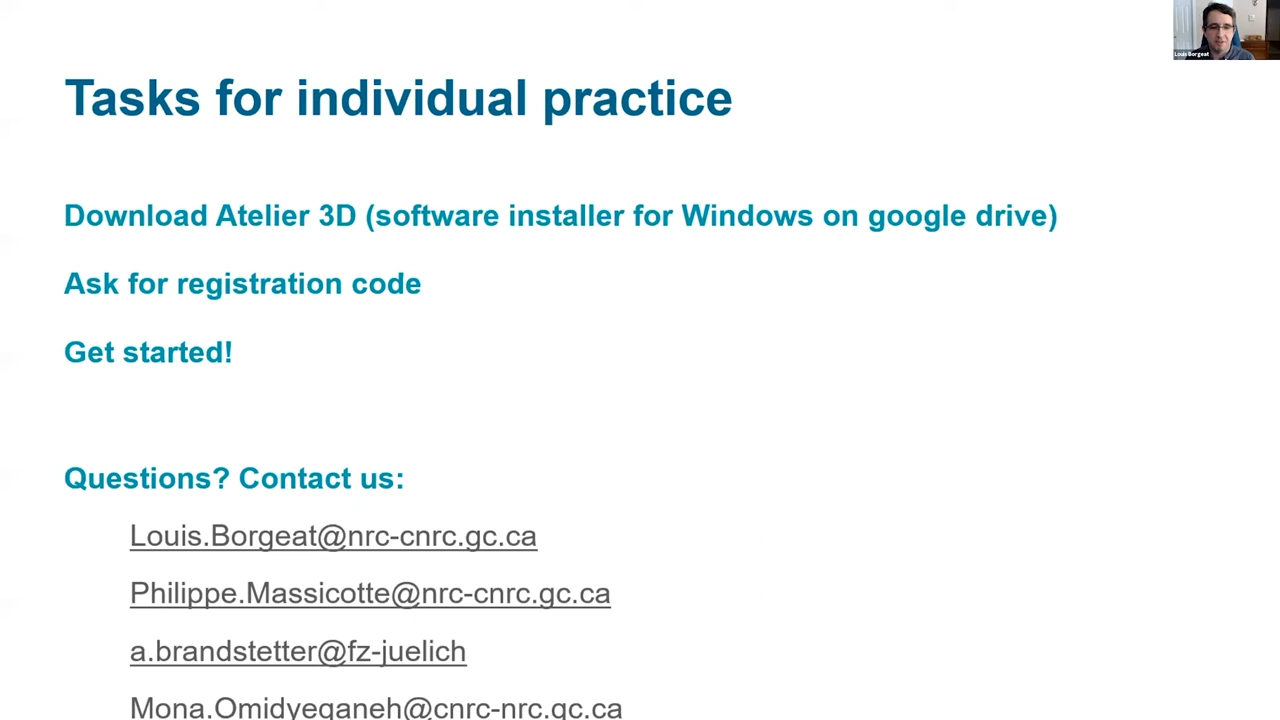 Louis Borgeat
Tasks for individual practice
Download Atelier 3D (software installer for Windows on google drive)
Ask for registration code
Get started!
Questions? Contact us:
Louis.Borgeat@nrc-cnrc.gc.ca
Philippe.Massicotte@nrc-cnrc.gc.ca
a.brandstetter@fz-juelich
Mona.Omidyeganeh@cnrc-nrc.gc.ca